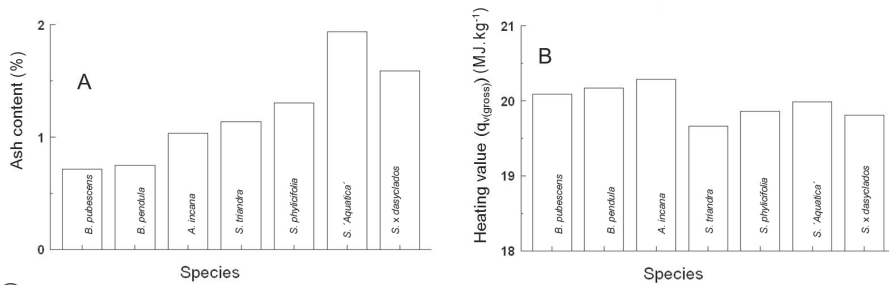 A
Ash content (%)
2
1
0
B. pubescens
B. pendula
A. incana
S. triandra
S. phylicifolia
S. ´Aquatica´
S. x dasyclados
Species
B
Heating value (qv(gross)) (MJ.kg-1)
21
20
19
18
B. pubescens
B. pendula
A. incana
S. triandra
S. phylicifolia
S. ´Aquatica´
S. x dasyclados
Species